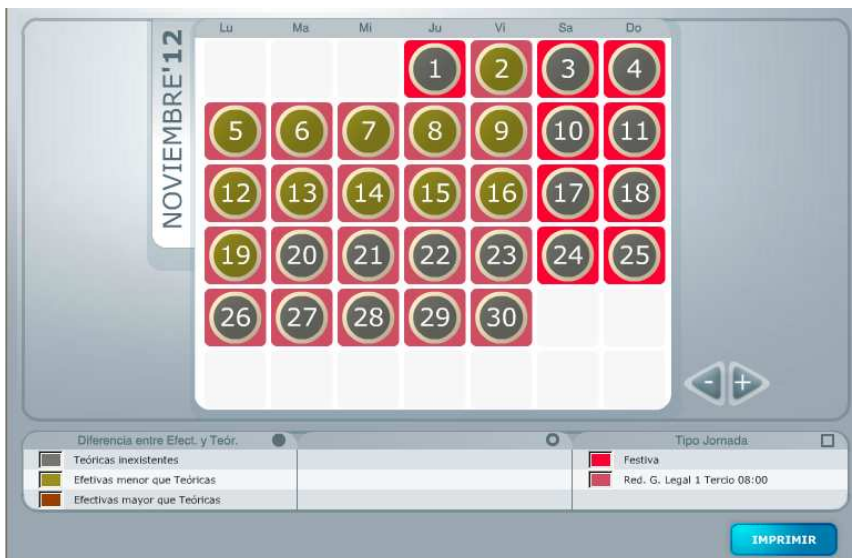 NOVIEMBRE'12
Lu Ma Mi Ju Vi Sa Do
1 2 3 4
5 6 7 8 9 10 11
12 13 14 15 16 17 18
19 20 21 22 23 24 25
26 27 28 29 30
- +
Diferencia entre Efect. y Teór.
Teóricas inexistentes
Efetivas menor que Teóricas
Efectivas mayor que Teóricas
Tipo Jornada
Festiva
Red. G. Legal 1 Tercio 08:00
IMPRIMIR